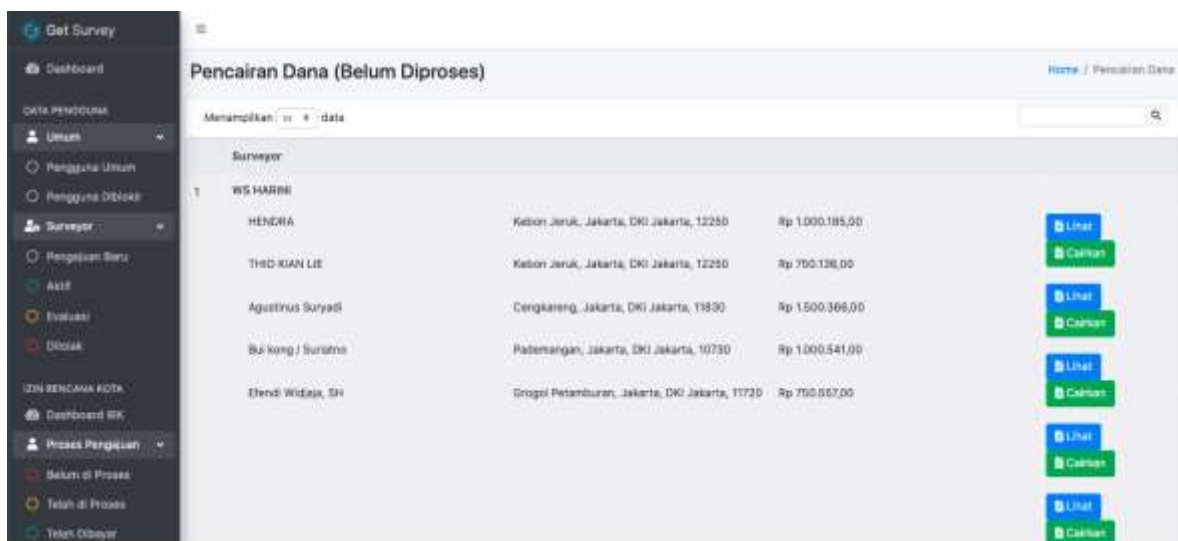 Get Survey
Dashboard
DATA PENGGUNA
Umum
Pengguna Umum
Pengguna Diblokir
Surveyor
Pengajuan Baru
Aktif
Evaluasi
Ditolak
IZIN RENCANA KOTA
Dashboard IRK
Proses Pengajuan
Belum di Proses
Telah di Proses
Telah Dibayar
Pencairan Dana (Belum Diproses)
Home / Pencairan Dana
Menampilkan data
Surveyor
1 WS HARINI
HENDRA Kebon Jeruk, Jakarta, DKI Jakarta, 12250 Rp 1.000.185,00
THIO KIAN LIE Kebon Jeruk, Jakarta, DKI Jakarta, 12250 Rp 750.136,00
Agustinus Suryadi Cengkareng, Jakarta, DKI Jakarta, 11830 Rp 1.500.366,00
Bui kong / Suriatno Pademangan, Jakarta, DKI Jakarta, 10730 Rp 1.000.541,00
Efendi Widjaja, SH Grogol Petamburan, Jakarta, DKI Jakarta, 11720 Rp 750.557,00
Lihat
Cairkan
Lihat
Cairkan
Lihat
Cairkan
Lihat
Cairkan
Lihat
Cairkan